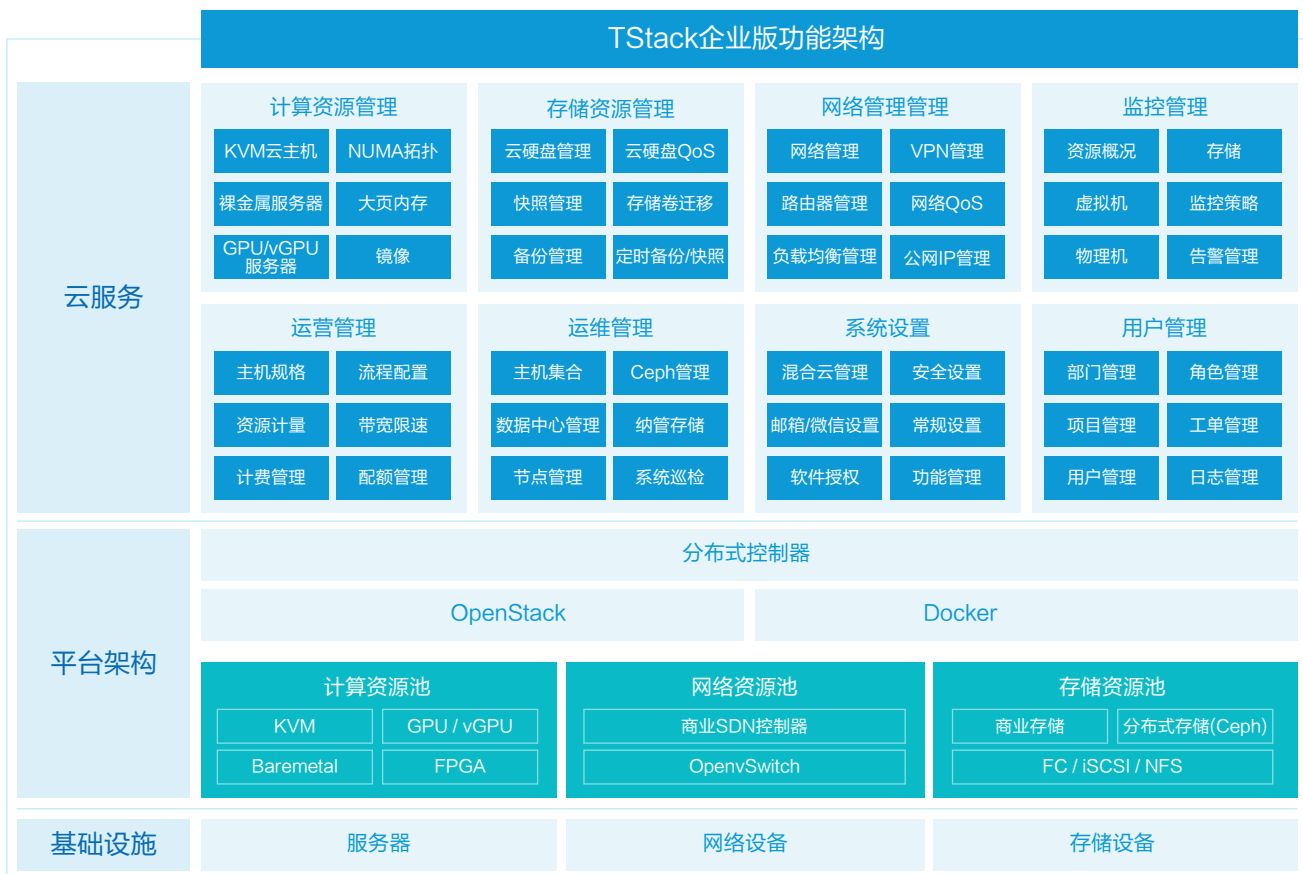 TStack企业版功能架构
云服务
计算资源管理
KVM云主机
NUMA拓扑
裸金属服务器
大页内存
GPU/vGPU
服务器
镜像
存储资源管理
云硬盘管理
云硬盘QoS
快照管理
存储卷迁移
备份管理
定时备份/快照
网络管理管理
网络管理
VPN管理
路由器管理
网络QoS
负载均衡管理
公网IP管理
监控管理
资源概况
存储
虚拟机
监控策略
物理机
告警管理
运营管理
主机规格
流程配置
资源计量
带宽限速
计费管理
配额管理
运维管理
主机集合
Ceph管理
数据中心管理
纳管存储
节点管理
系统巡检
系统设置
混合云管理
安全设置
邮箱/微信设置
常规设置
软件授权
功能管理
用户管理
部门管理
角色管理
项目管理
工单管理
用户管理
日志管理
平台架构
分布式控制器
OpenStack
Docker
计算资源池
KVM
GPU / vGPU
Baremetal
FPGA
网络资源池
商业SDN控制器
OpenvSwitch
存储资源池
商业存储
分布式存储(Ceph)
FC / iSCSI / NFS
基础设施
服务器
网络设备
存储设备